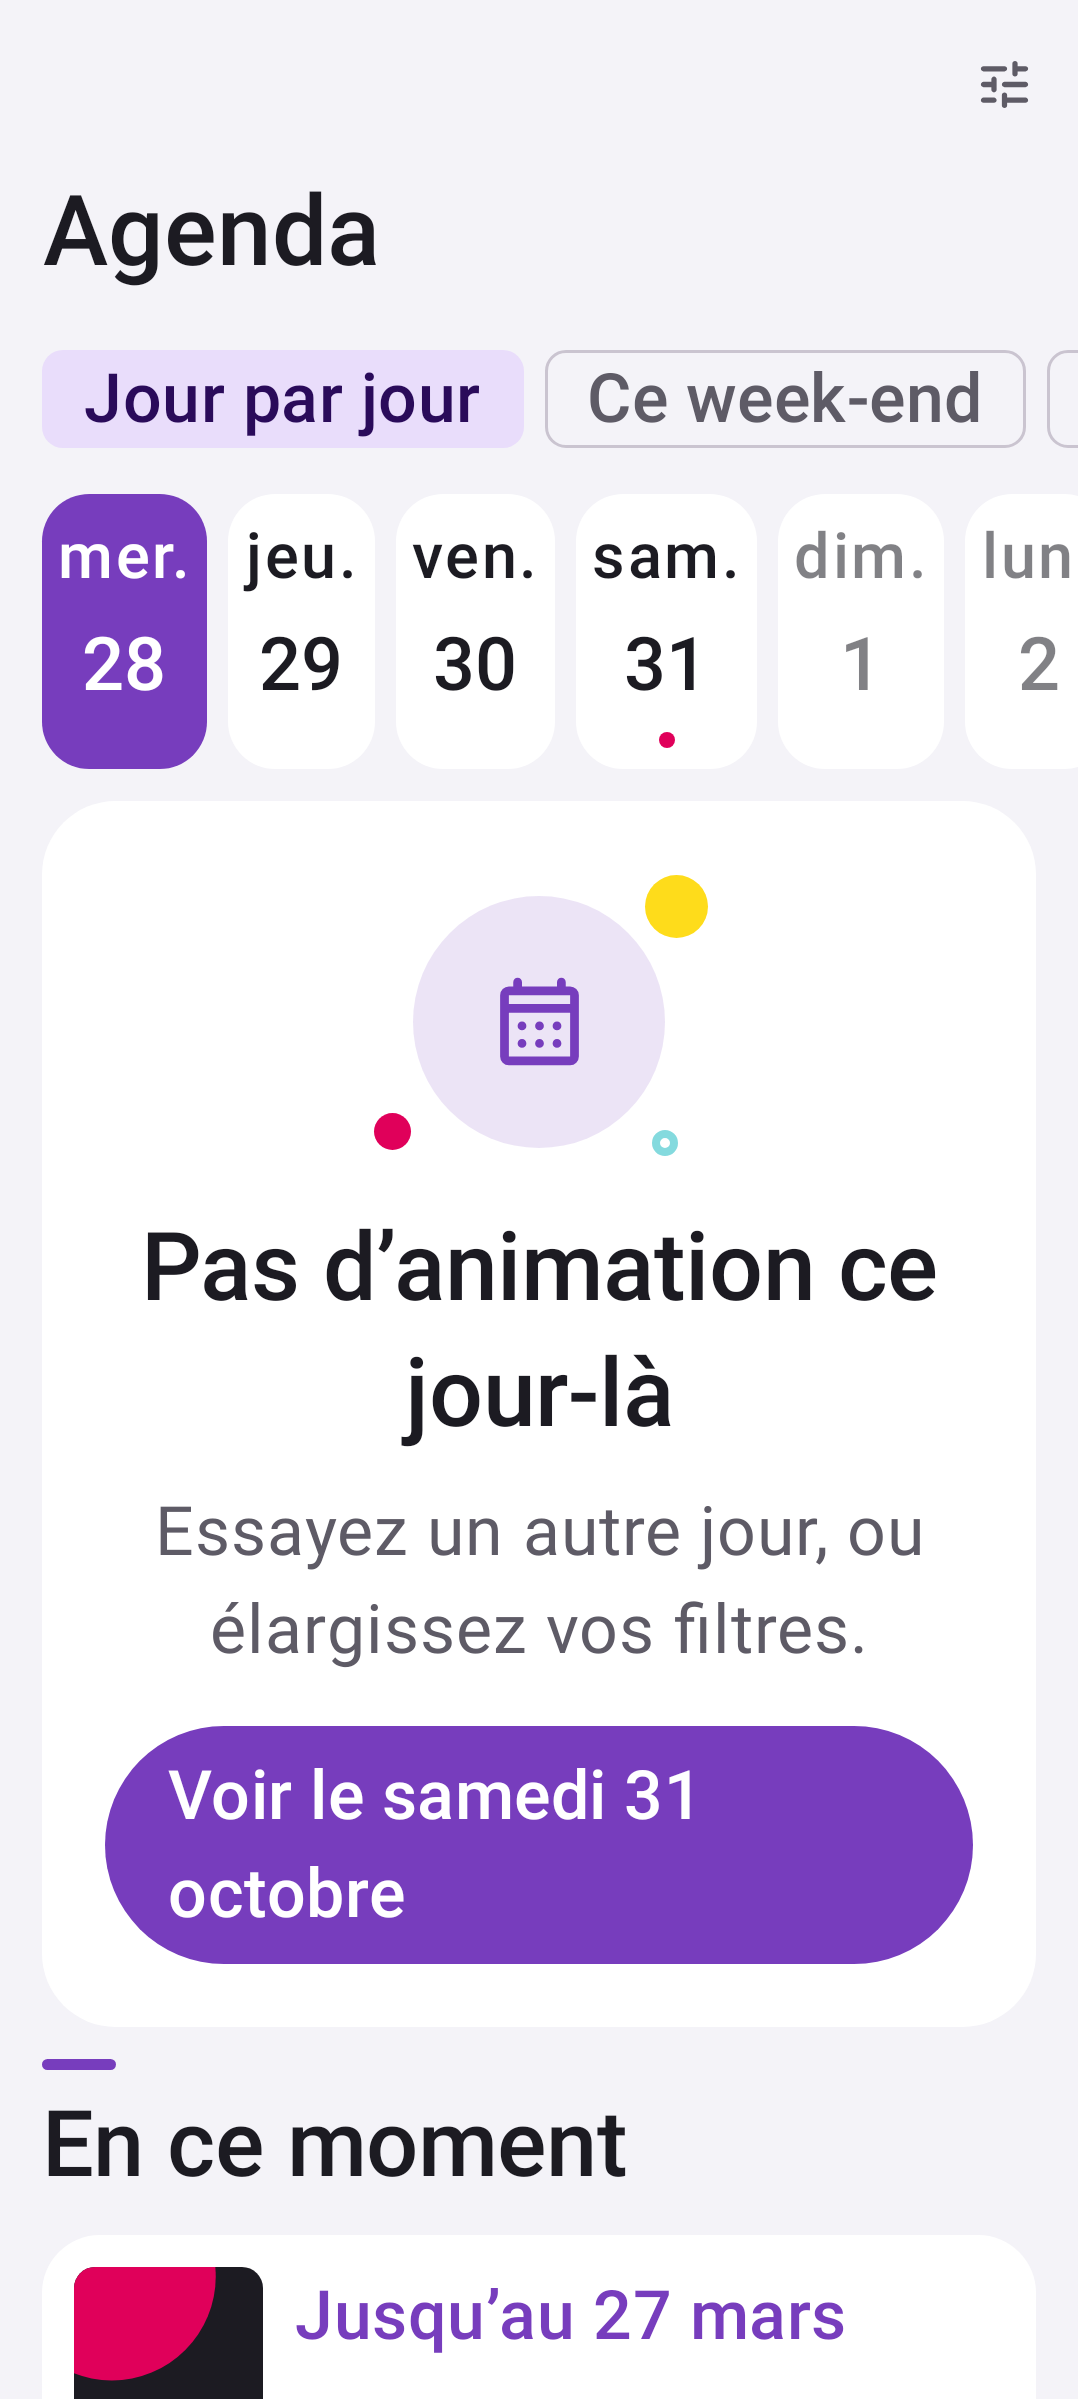 Agenda
Jour par jour
Ce week-end
mer. jeu. ven. sam. dim. lun
28 29 30 31 1 2
Pas d’animation ce
jour-là
Essayez un autre jour, ou
élargissez vos filtres.
Voir le samedi 31
octobre
En ce moment
Jusqu’au 27 mars